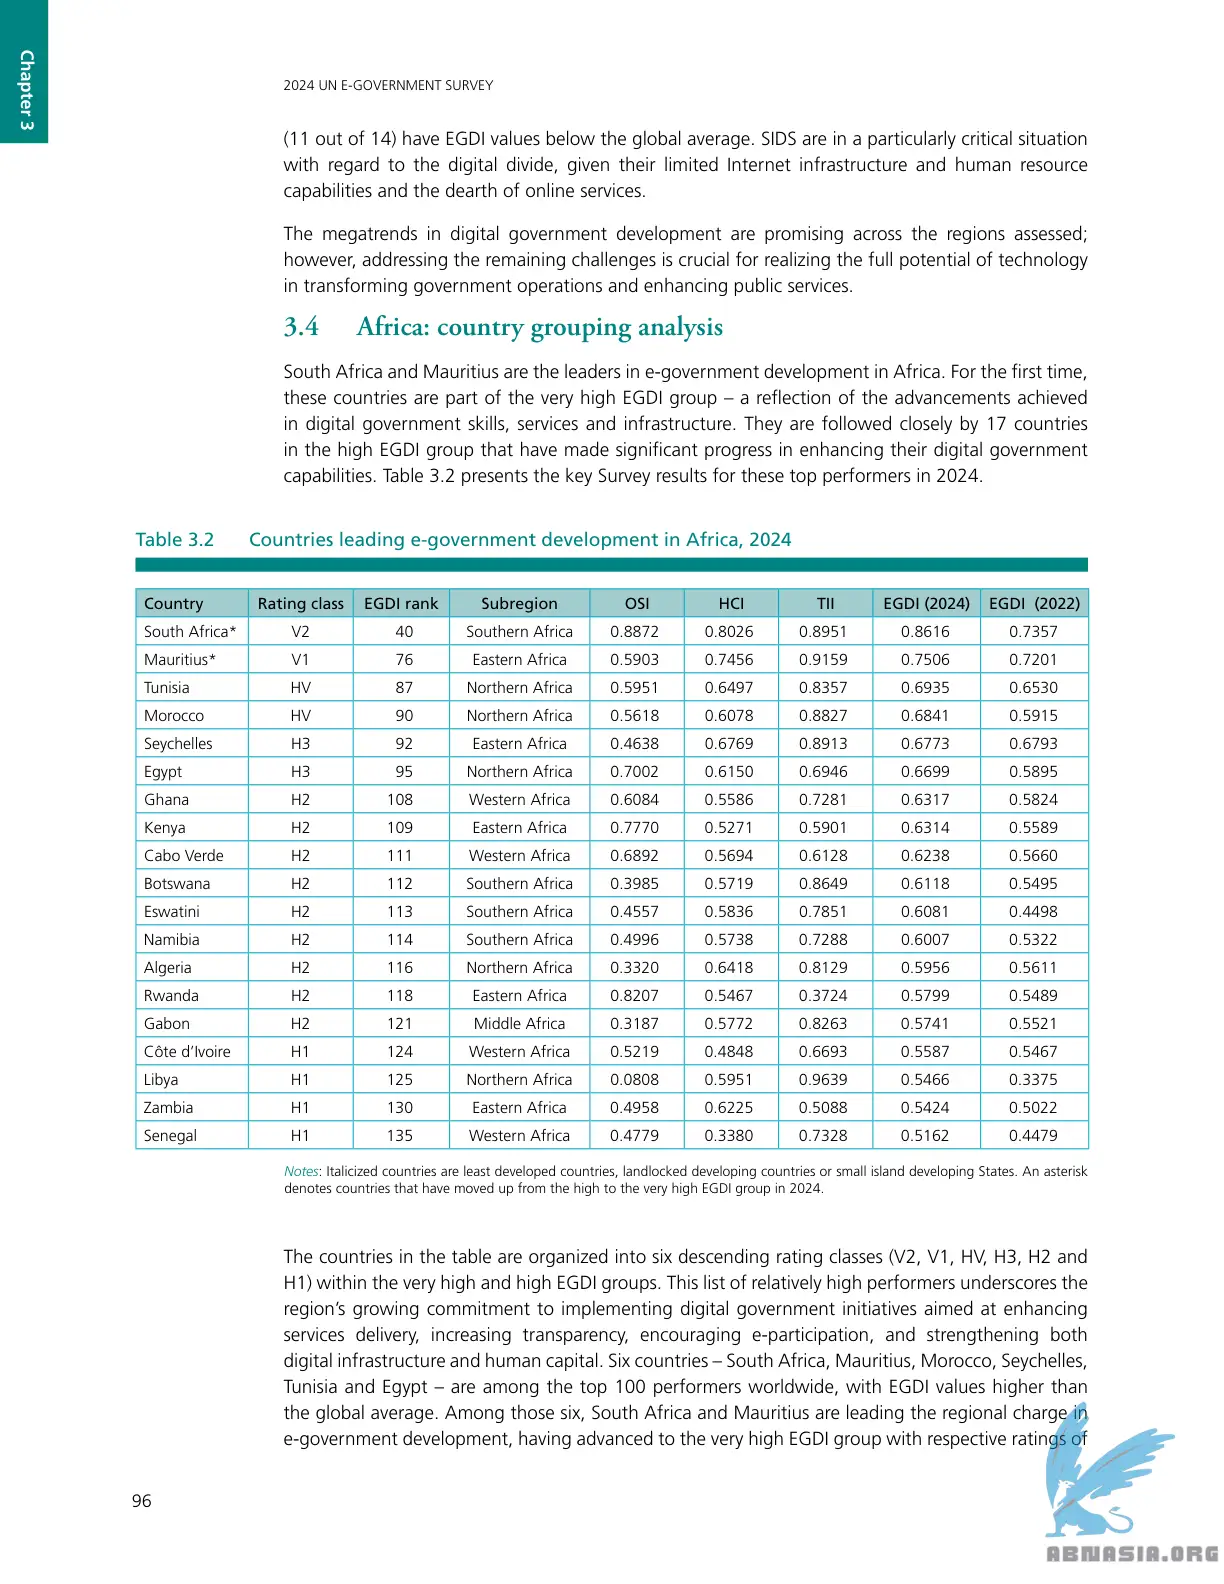 Chapter 3
2024 UN E-GOVERNMENT SURVEY
(11 out of 14) have EGDI values below the global average. SIDS are in a particularly critical situation
with regard to the digital divide, given their limited Internet infrastructure and human resource
capabilities and the dearth of online services.
The megatrends in digital government development are promising across the regions assessed;
however, addressing the remaining challenges is crucial for realizing the full potential of technology
in transforming government operations and enhancing public services.
3.4 Africa: country grouping analysis
South Africa and Mauritius are the leaders in e-government development in Africa. For the first time,
these countries are part of the very high EGDI group – a reflection of the advancements achieved
in digital government skills, services and infrastructure. They are followed closely by 17 countries
in the high EGDI group that have made significant progress in enhancing their digital government
capabilities. Table 3.2 presents the key Survey results for these top performers in 2024.
Table 3.2 Countries leading e-government development in Africa, 2024
Country Rating class EGDI rank Subregion OSI HCI TII EGDI (2024) EGDI (2022)
South Africa* V2 40 Southern Africa 0.8872 0.8026 0.8951 0.8616 0.7357
Mauritius* V1 76 Eastern Africa 0.5903 0.7456 0.9159 0.7506 0.7201
Tunisia HV 87 Northern Africa 0.5951 0.6497 0.8357 0.6935 0.6530
Morocco HV 90 Northern Africa 0.5618 0.6078 0.8827 0.6841 0.5915
Seychelles H3 92 Eastern Africa 0.4638 0.6769 0.8913 0.6773 0.6793
Egypt H3 95 Northern Africa 0.7002 0.6150 0.6946 0.6699 0.5895
Ghana H2 108 Western Africa 0.6084 0.5586 0.7281 0.6317 0.5824
Kenya H2 109 Eastern Africa 0.7770 0.5271 0.5901 0.6314 0.5589
Cabo Verde H2 111 Western Africa 0.6892 0.5694 0.6128 0.6238 0.5660
Botswana H2 112 Southern Africa 0.3985 0.5719 0.8649 0.6118 0.5495
Eswatini H2 113 Southern Africa 0.4557 0.5836 0.7851 0.6081 0.4498
Namibia H2 114 Southern Africa 0.4996 0.5738 0.7288 0.6007 0.5322
Algeria H2 116 Northern Africa 0.3320 0.6418 0.8129 0.5956 0.5611
Rwanda H2 118 Eastern Africa 0.8207 0.5467 0.3724 0.5799 0.5489
Gabon H2 121 Middle Africa 0.3187 0.5772 0.8263 0.5741 0.5521
Côte d’Ivoire H1 124 Western Africa 0.5219 0.4848 0.6693 0.5587 0.5467
Libya H1 125 Northern Africa 0.0808 0.5951 0.9639 0.5466 0.3375
Zambia H1 130 Eastern Africa 0.4958 0.6225 0.5088 0.5424 0.5022
Senegal H1 135 Western Africa 0.4779 0.3380 0.7328 0.5162 0.4479
Notes: Italicized countries are least developed countries, landlocked developing countries or small island developing States. An asterisk
denotes countries that have moved up from the high to the very high EGDI group in 2024.
The countries in the table are organized into six descending rating classes (V2, V1, HV, H3, H2 and
H1) within the very high and high EGDI groups. This list of relatively high performers underscores the
region’s growing commitment to implementing digital government initiatives aimed at enhancing
services delivery, increasing transparency, encouraging e-participation, and strengthening both
digital infrastructure and human capital. Six countries – South Africa, Mauritius, Morocco, Seychelles,
Tunisia and Egypt – are among the top 100 performers worldwide, with EGDI values higher than
the global average. Among those six, South Africa and Mauritius are leading the regional charge in
e-government development, having advanced to the very high EGDI group with respective ratings of
96
ABNASIA.ORG